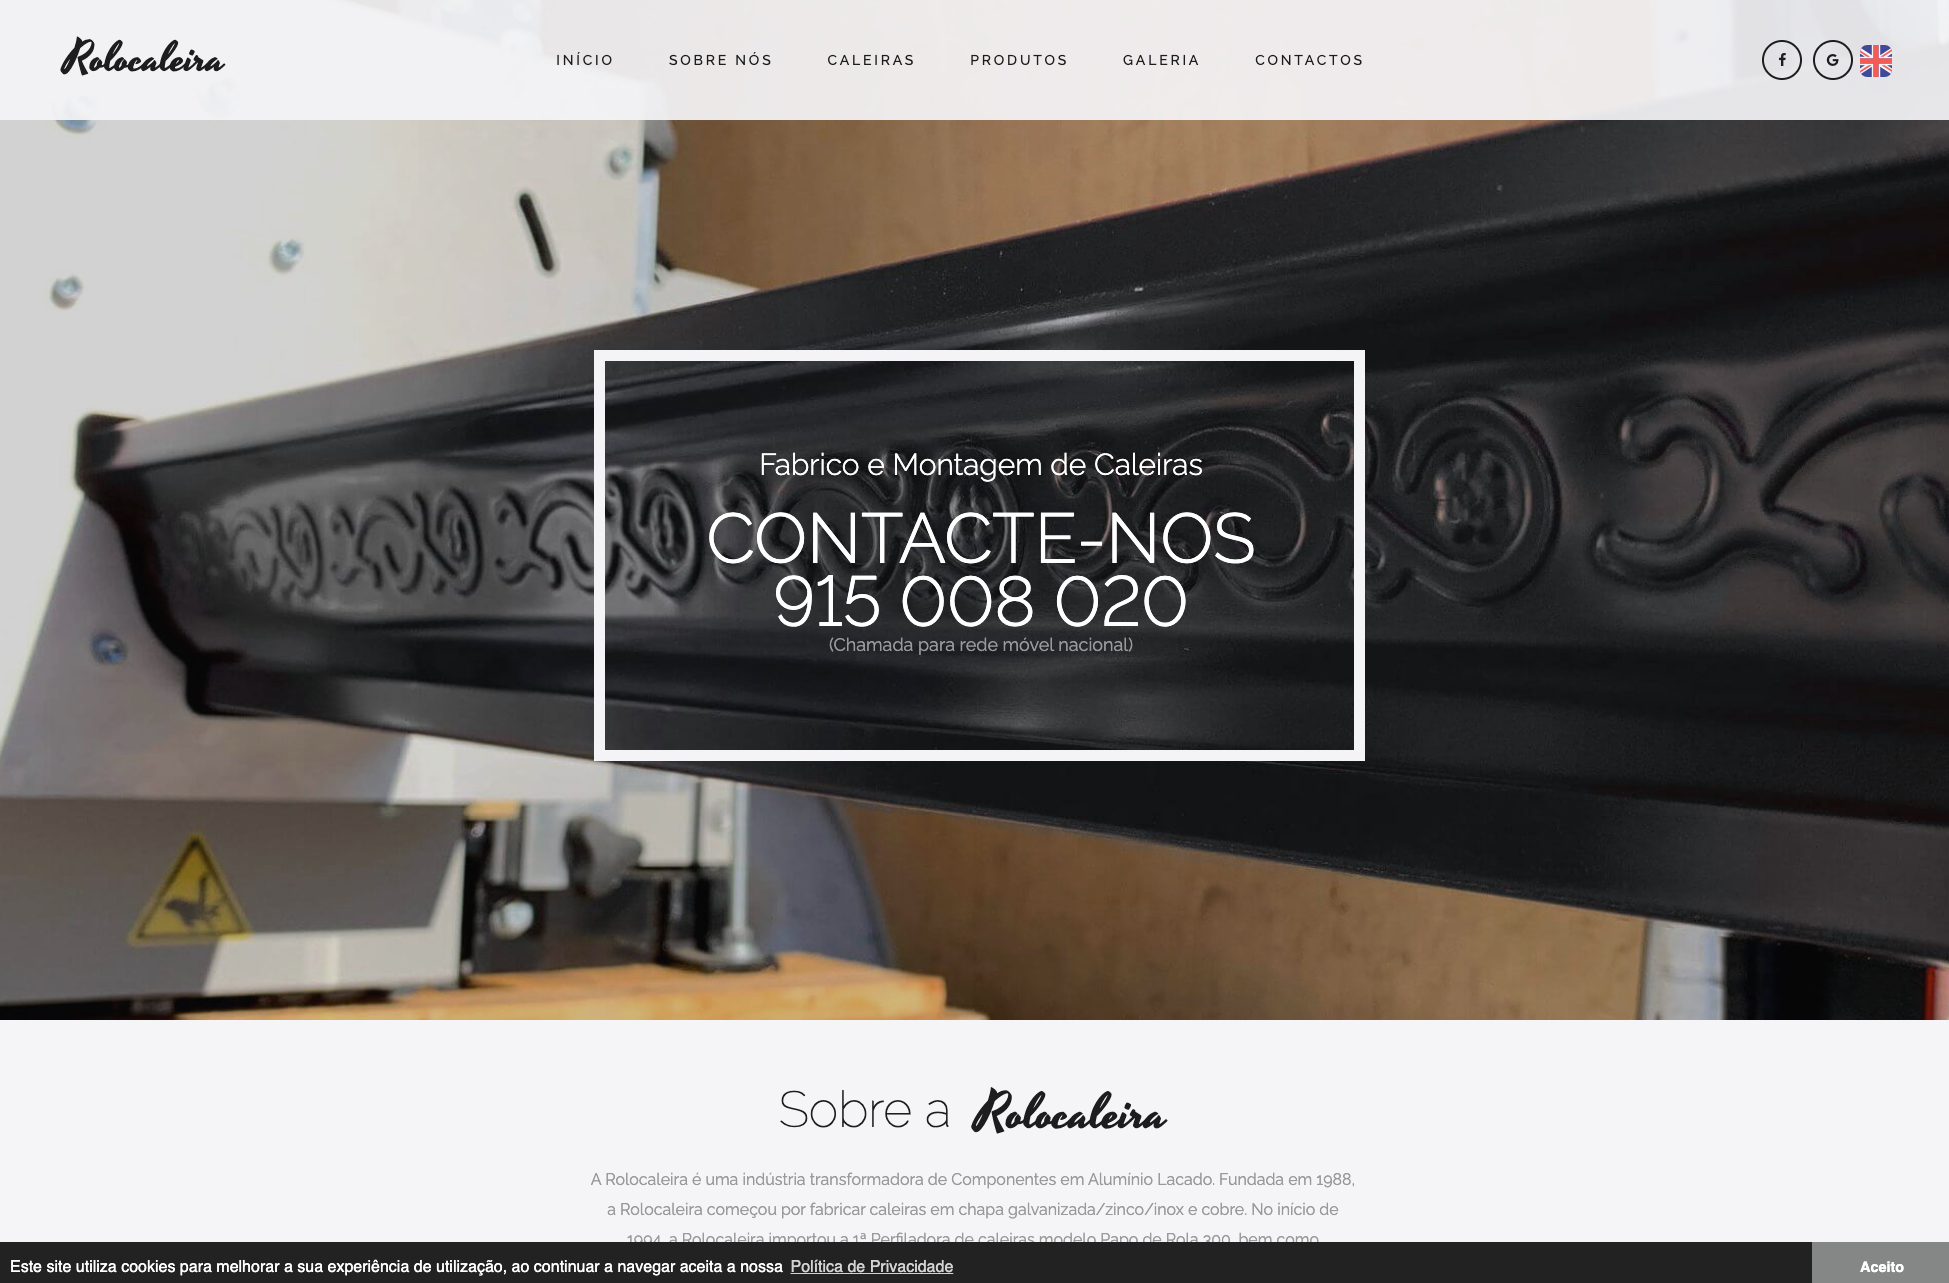 Rolocaleira
INÍCIO
SOBRE NÓS
CALEIRAS
PRODUTOS
GALERIA
CONTACTOS
Fabrico e Montagem de Caleiras
CONTACTE-NOS
915 008 020
(Chamada para rede móvel nacional)
Sobre a Rolocaleira
A Rolocaleira é uma indústria transformadora de Componentes em Alumínio Lacado. Fundada em 1988,
a Rolocaleira começou por fabricar caleiras em chapa galvanizada/zinco/inox e cobre. No início de
1994, a Rolocaleira importou a 1ª Perfiladora de caleiras modelo Papo de Rola 300, bem como
Este site utiliza cookies para melhorar a sua experiência de utilização, ao continuar a navegar aceita a nossa Política de Privacidade
Aceito